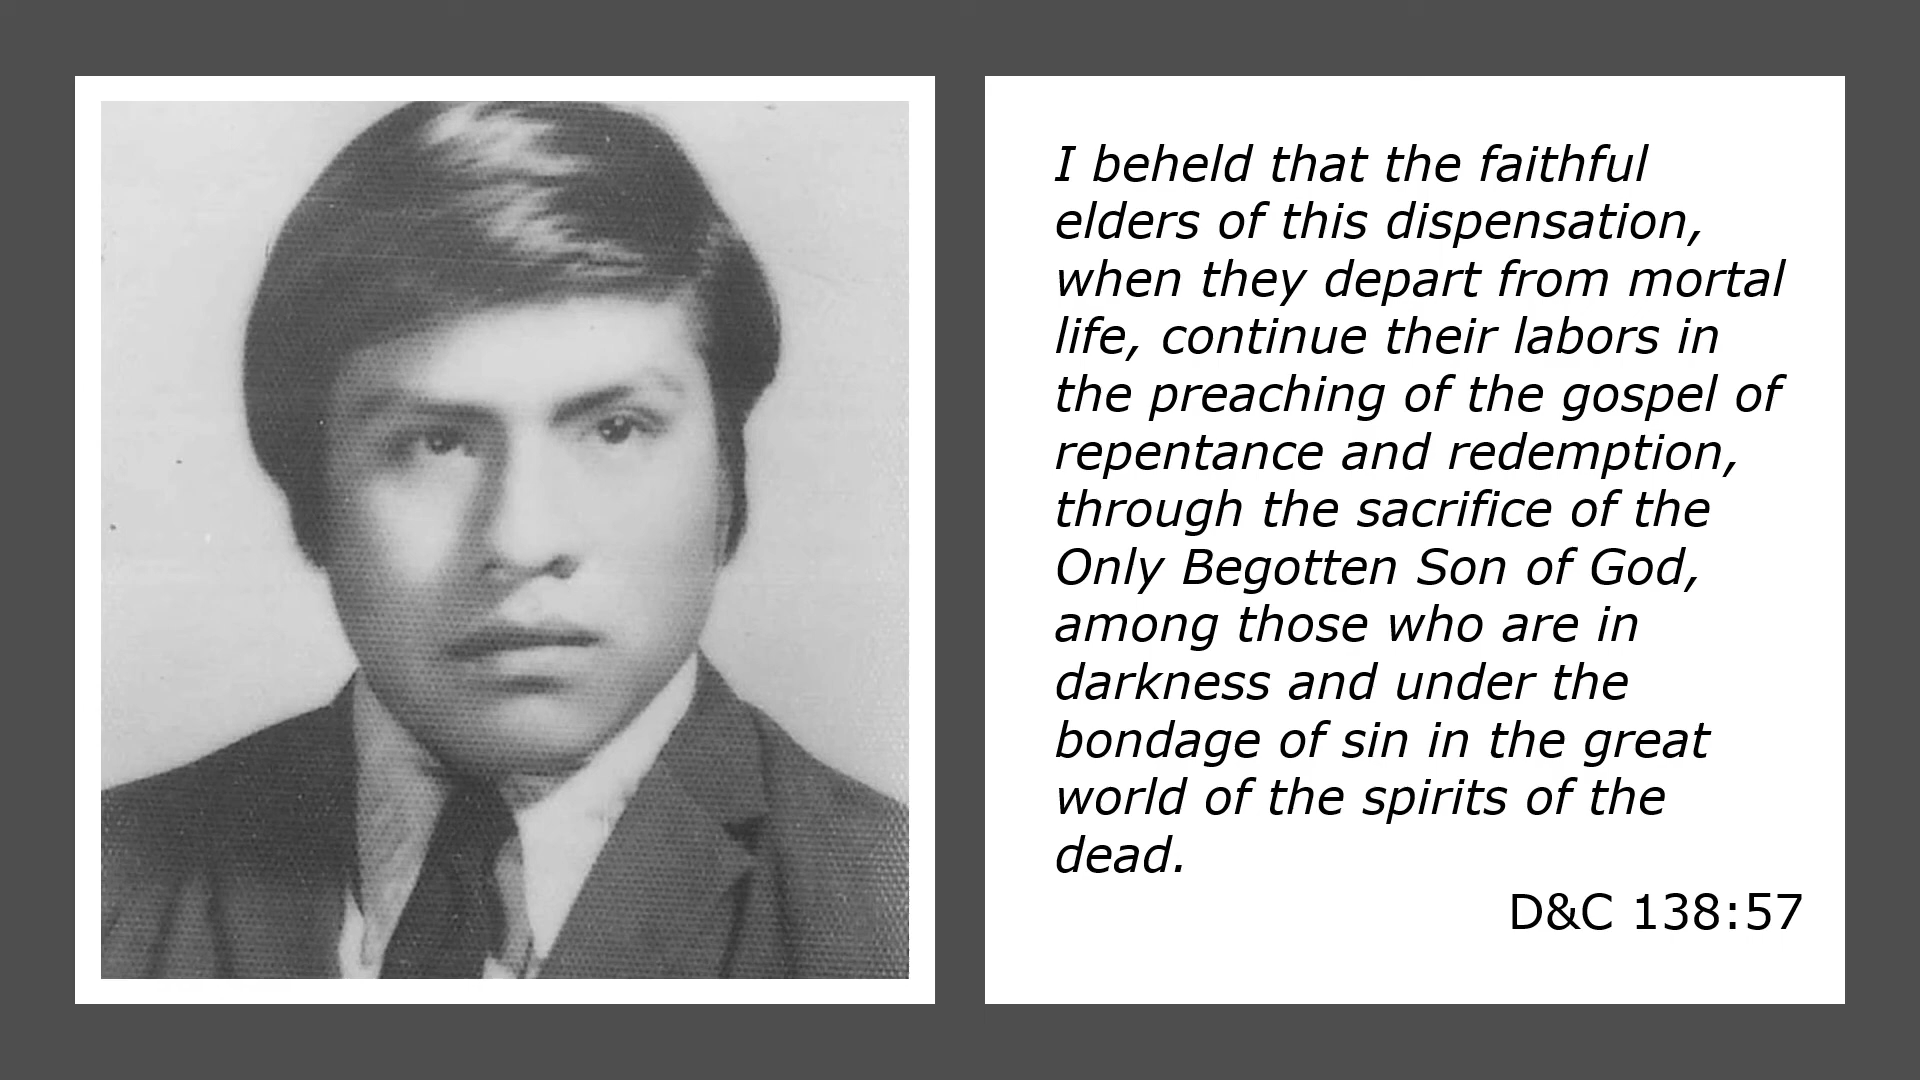 I beheld that the faithful
elders of this dispensation,
when they depart from mortal
life, continue their labors in
the preaching of the gospel of
repentance and redemption,
through the sacrifice of the
Only Begotten Son of God,
among those who are in
darkness and under the
bondage of sin in the great
world of the spirits of the
dead.
D&C 138:57